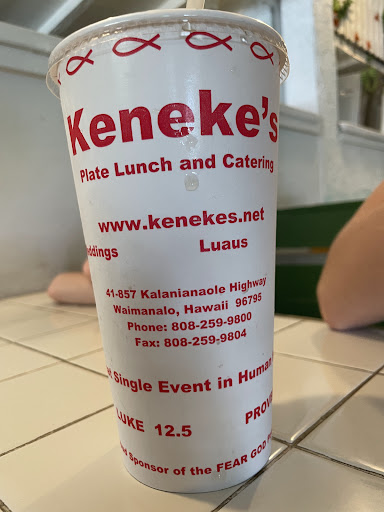 Keneke's
Plate Lunch and Catering
www.kenekes.net
ddings Luaus
41-857 Kalanianaole Highway
Waimanalo, Hawaii 96795
Phone: 808-259-9800
Fax: 808-259-9804
Single Event in Human
LUKE 12.5 PROVE
Sponsor of the FEAR GOD